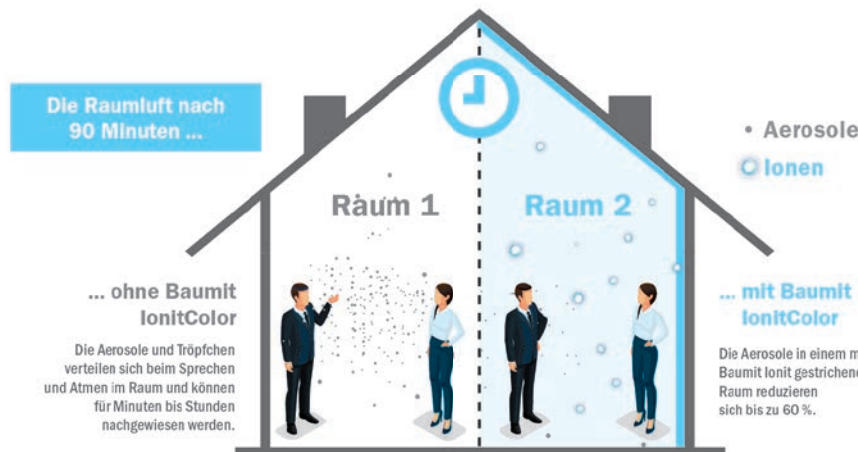 Die Raumluft nach
90 Minuten ...
Aerosole
Ionen
Raum 1
Raum 2
... ohne Baumit
IonitColor
Die Aerosole und Tröpfchen
verteilen sich beim Sprechen
und Atmen im Raum und können
für Minuten bis Stunden
nachgewiesen werden.
... mit Baumit
IonitColor
Die Aerosole in einem m
Baumit Ionit gestrichene
Raum reduzieren
sich bis zu 60 %.